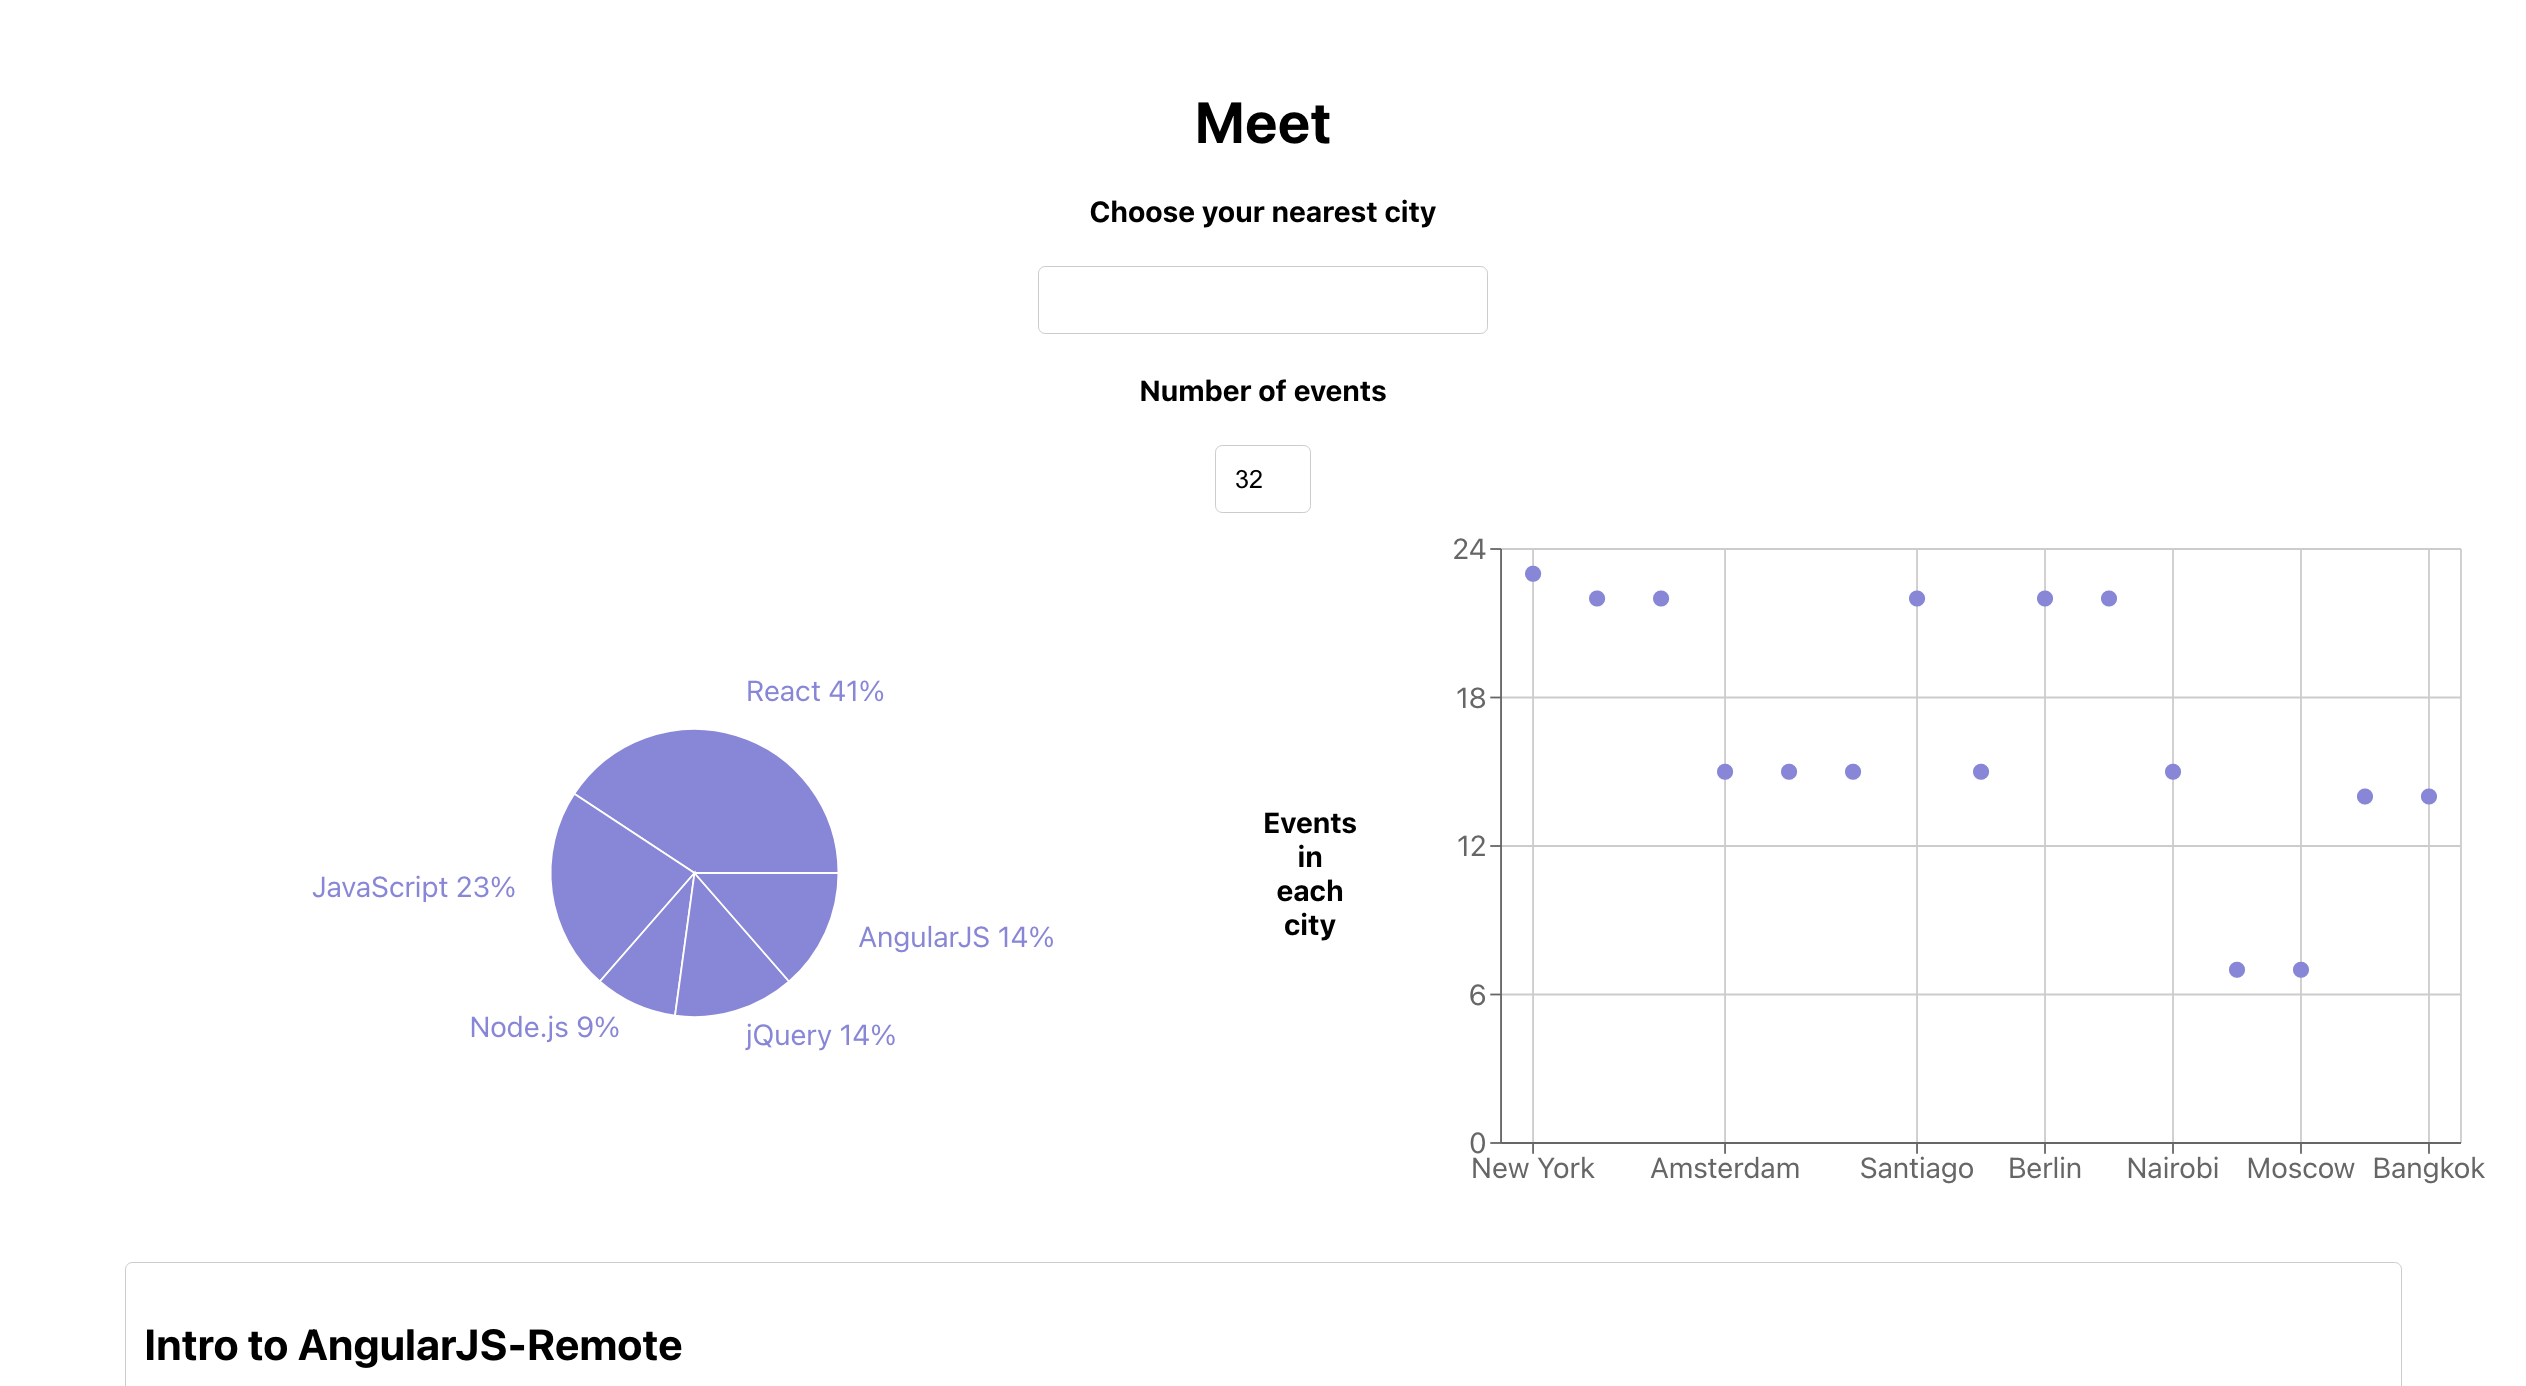 Meet
Choose your nearest city
Number of events
32
React 41%
JavaScript 23%
AngularJS 14%
Node.js 9%
jQuery 14%
Events
in
each
city
24
18
12
6
0
New York Amsterdam Santiago Berlin Nairobi Moscow Bangkok
Intro to AngularJS-Remote